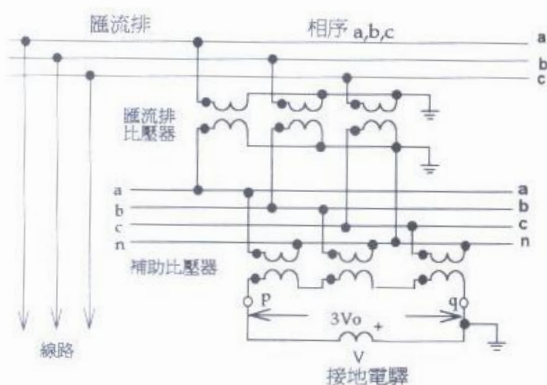 匯流排 相序 a,b,c
a
b
c
匯流排
比壓器
a a
b b
c c
n n
補助比壓器
p q
3Vo
+
V
線路
接地電驛